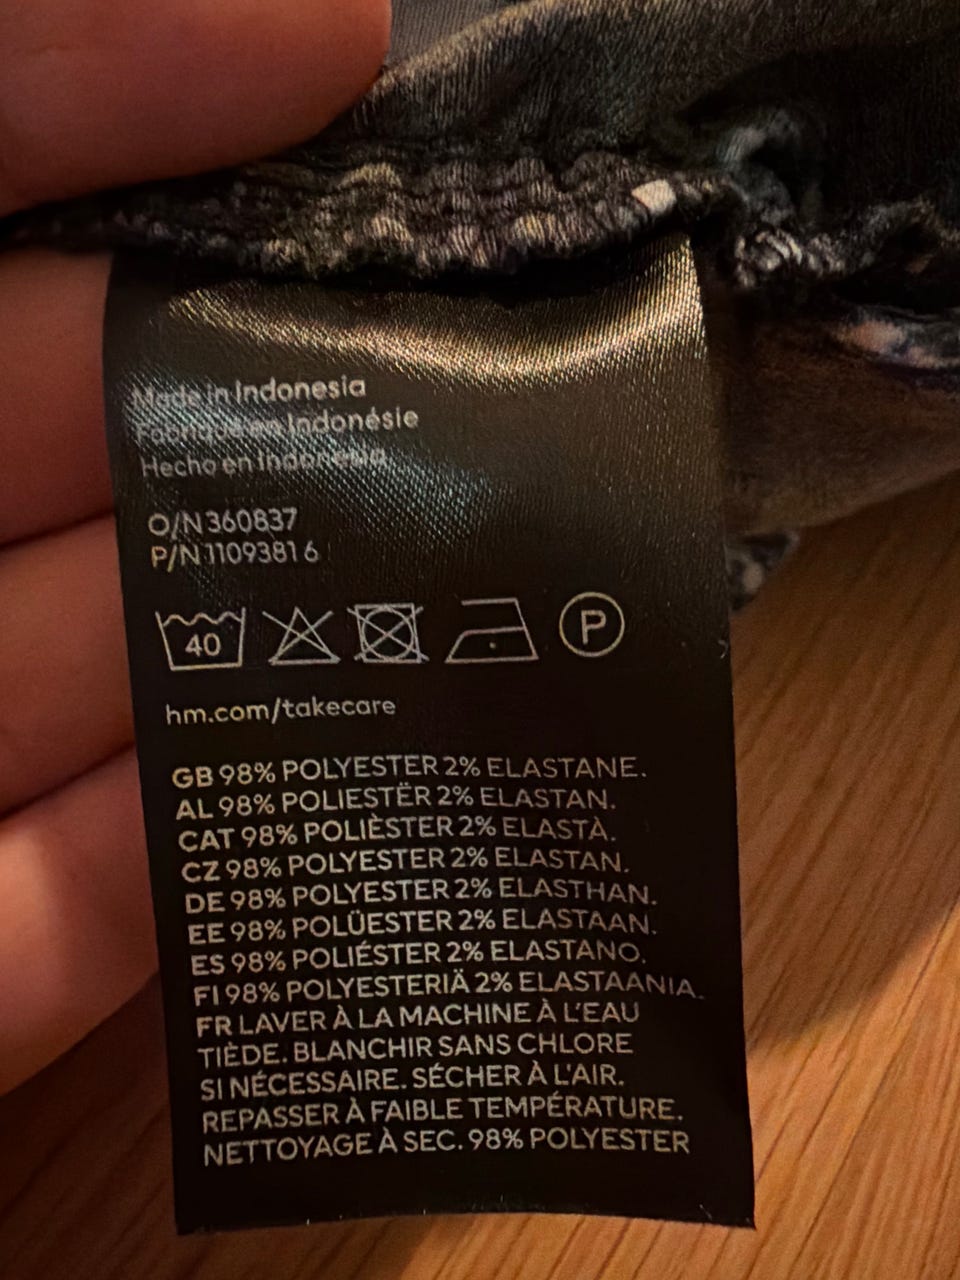 Made in Indonesia
Fabriqué en Indonésie
Hecho en Indonesia
O/N 360837
P/N 11093816
40
P
hm.com/takecare
GB 98% POLYESTER 2% ELASTANE.
AL 98% POLIESTËR 2% ELASTAN.
CAT 98% POLIÈSTER 2% ELASTÀ.
CZ 98% POLYESTER 2% ELASTAN.
DE 98% POLYESTER 2% ELASTHAN.
EE 98% POLÜESTER 2% ELASTAAN.
ES 98% POLIÉSTER 2% ELASTANO.
FI 98% POLYESTERIÄ 2% ELASTAANIA.
FR LAVER À LA MACHINE À L'EAU
TIÈDE. BLANCHIR SANS CHLORE
SI NÉCESSAIRE. SÉCHER À L'AIR.
REPASSER À FAIBLE TEMPÉRATURE.
NETTOYAGE À SEC. 98% POLYESTER